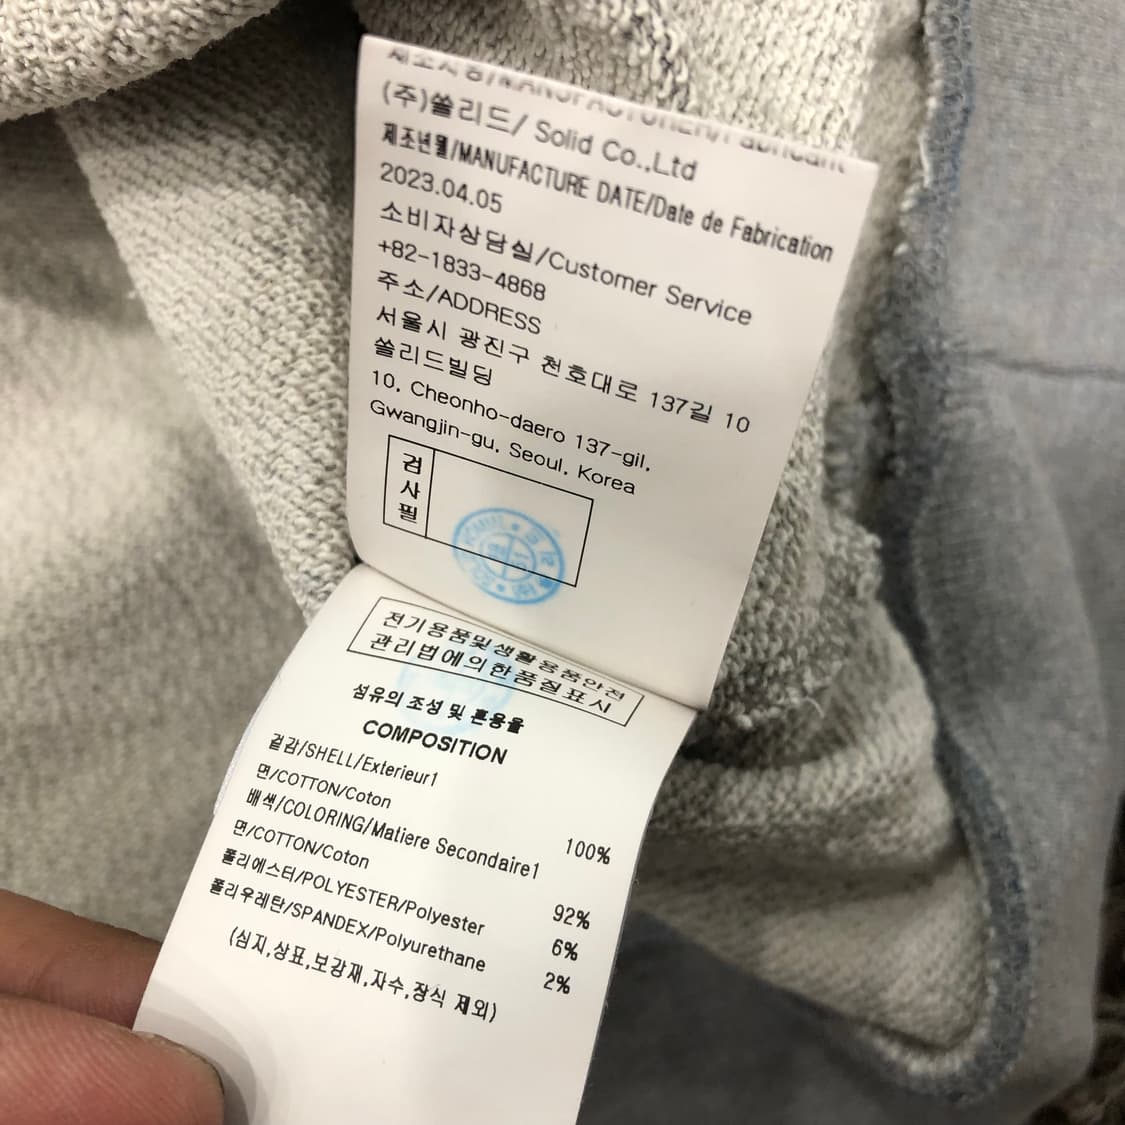 제조자명/MANUFACTURER/Fabricant
(주)쏠리드/ Solid Co.,Ltd
제조년월/MANUFACTURE DATE/Date de Fabrication
2023.04.05
소비자상담실/Customer Service
+82-1833-4868
주소/ADDRESS
서울시 광진구 천호대로 137길 10
쏠리드빌딩
10, Cheonho-daero 137-gil,
Gwangjin-gu, Seoul, Korea
검사필
전기용품및생활용품안전
관리법에의한품질표시
섬유의 조성 및 혼용율
COMPOSITION
겉감/SHELL/Exterieur1
면/COTTON/Coton 100%
배색/COLORING/Matiere Secondaire1
면/COTTON/Coton 92%
폴리에스터/POLYESTER/Polyester 6%
폴리우레탄/SPANDEX/Polyurethane 2%
(심지,상표,보강재,자수,장식 제외)